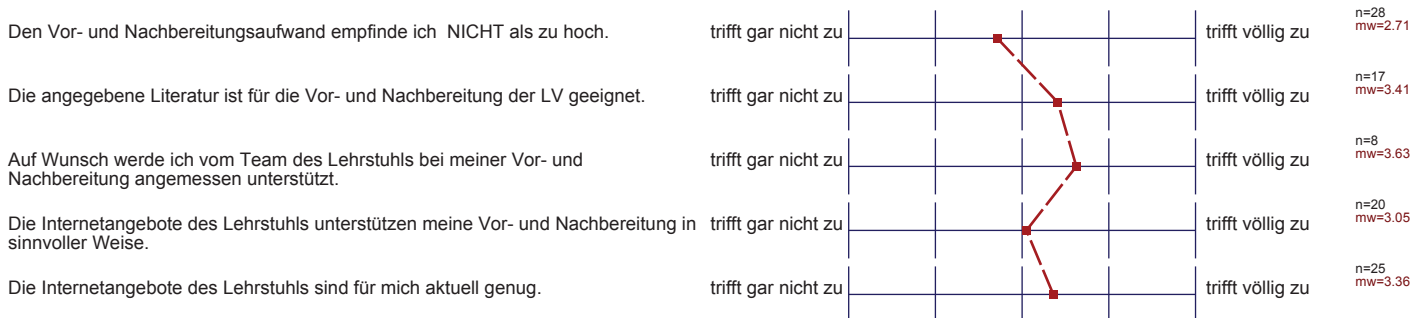 Den Vor- und Nachbereitungsaufwand empfinde ich NICHT als zu hoch. trifft gar nicht zu trifft völlig zu n=28
mw=2.71
Die angegebene Literatur ist für die Vor- und Nachbereitung der LV geeignet. trifft gar nicht zu trifft völlig zu n=17
mw=3.41
Auf Wunsch werde ich vom Team des Lehrstuhls bei meiner Vor- und trifft gar nicht zu trifft völlig zu n=8
Nachbereitung angemessen unterstützt. mw=3.63
Die Internetangebote des Lehrstuhls unterstützen meine Vor- und Nachbereitung in trifft gar nicht zu trifft völlig zu n=20
sinnvoller Weise. mw=3.05
Die Internetangebote des Lehrstuhls sind für mich aktuell genug. trifft gar nicht zu trifft völlig zu n=25
mw=3.36